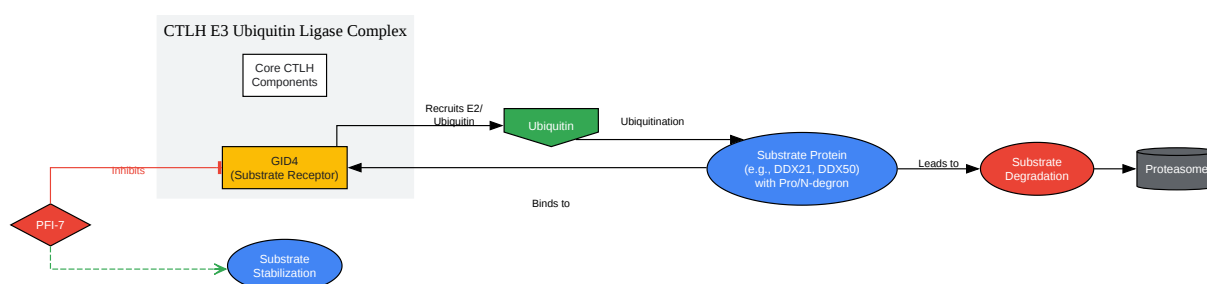 CTLH E3 Ubiquitin Ligase Complex
Core CTLH
Components
Recruits E2/
Ubiquitin
Ubiquitin
Ubiquitination
GID4
(Substrate Receptor)
Inhibits
Substrate Protein
(e.g., DDX21, DDX50)
with Pro/N-degron
Leads to
Substrate
Degradation
Proteasome
Binds to
PFI-7
Substrate
Stabilization